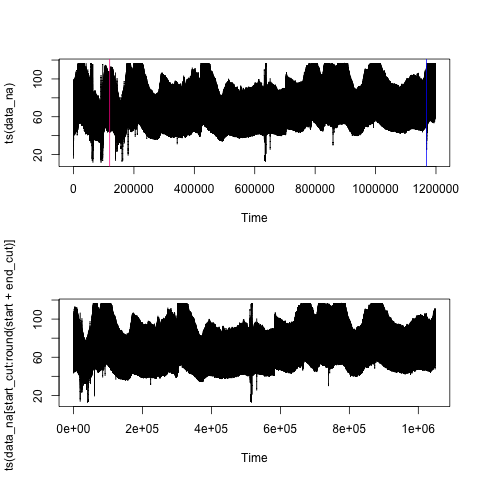 ts(data_na)
100
60
20
0
200000
400000
600000
800000
1000000
1200000
Time
ts(data_na[start_cut:round(start + end_cut)]
100
60
20
0e+00
2e+05
4e+05
6e+05
8e+05
1e+06
Time